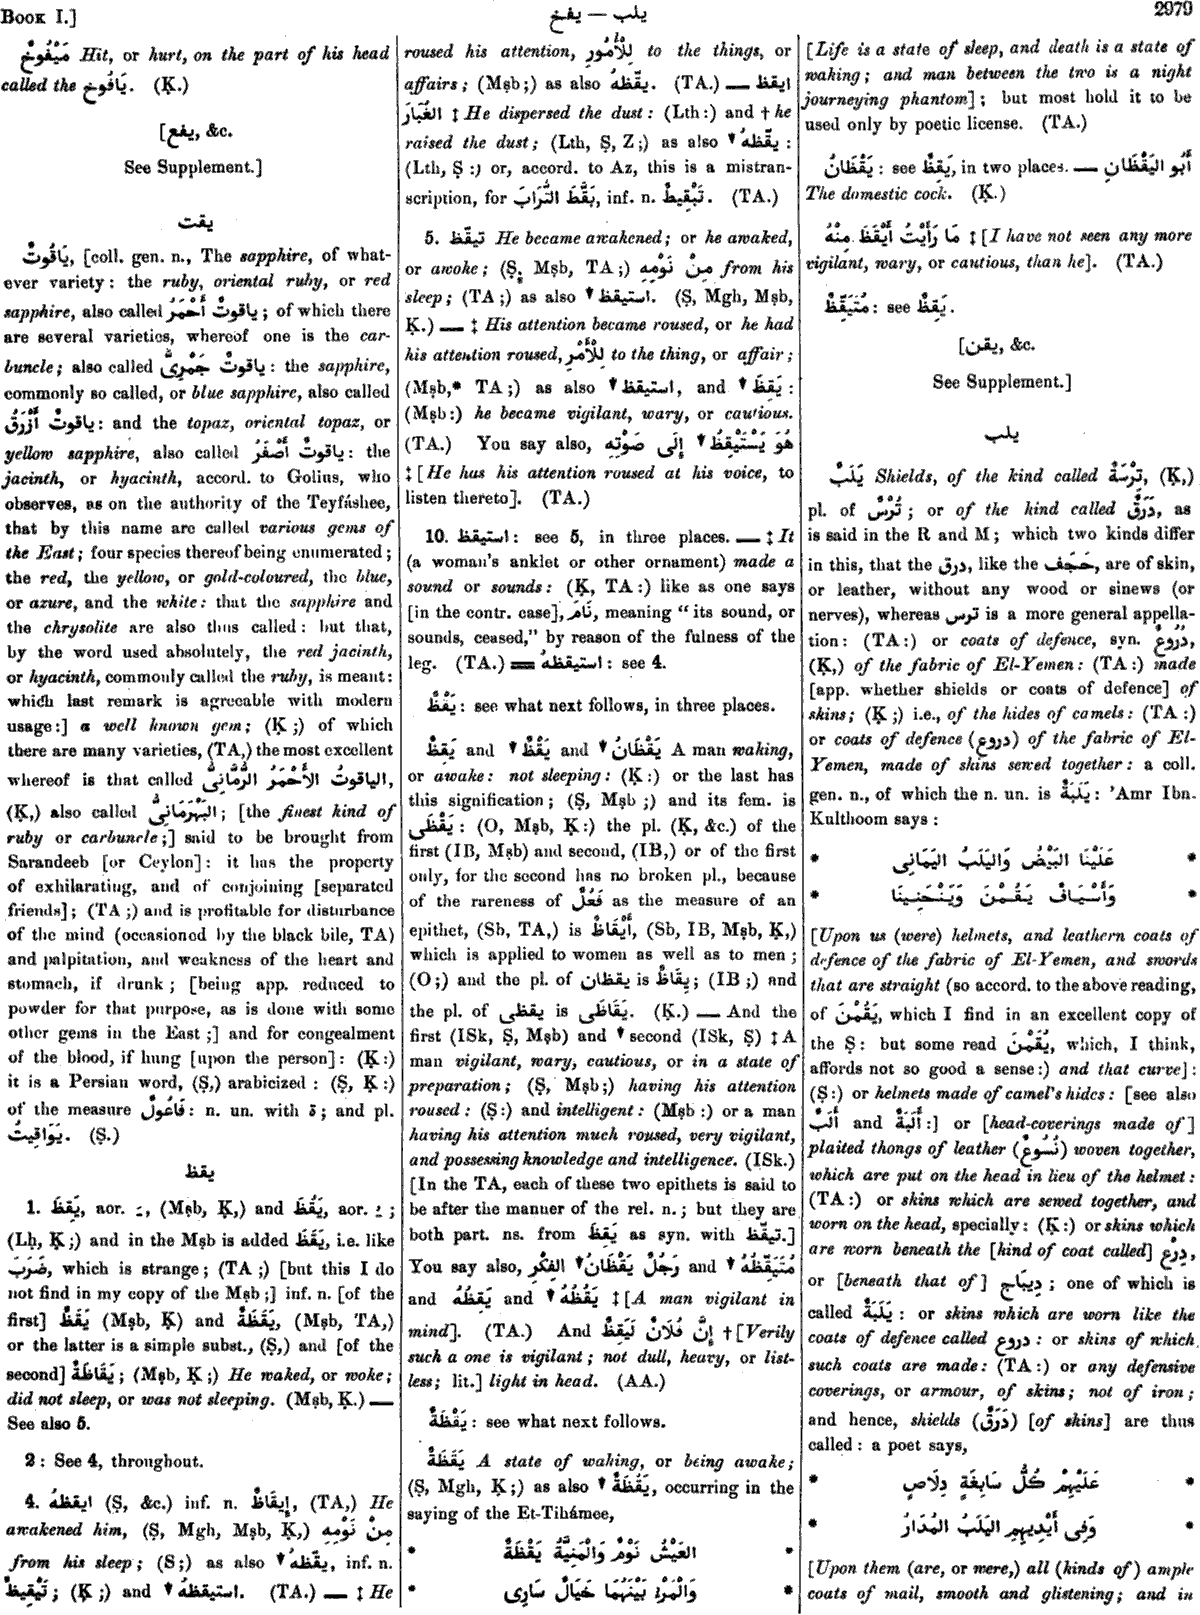 BOOK I.]
يفخ — يلب
2979
مَيْفُوخٌ Hit, or hurt, on the part of his head
called the يَافُوخ. (Ḳ.)
[يفع, &c.
See Supplement.]
يقت
يَاقُوتٌ, [coll. gen. n., The sapphire, of what-
ever variety : the ruby, oriental ruby, or red
sapphire, also called ياقوتٌ أَحْمَرُ; of which there
are several varieties, whereof one is the car-
buncle; also called ياقوتٌ جَمْرِىٌّ : the sapphire,
commonly so called, or blue sapphire, also called
ياقوتٌ أَزْرَقُ: and the topaz, oriental topaz, or
yellow sapphire, also called ياقوتٌ أَصْفَرُ: the
jacinth, or hyacinth, accord. to Golius, who
observes, as on the authority of the Teyfáshee,
that by this name are called various gems of
the East; four species thereof being enumerated;
the red, the yellow, or gold-coloured, the blue,
or azure, and the white: that the sapphire and
the chrysolite are also thus called: but that,
by the word used absolutely, the red jacinth,
or hyacinth, commonly called the ruby, is meant:
which last remark is agreeable with modern
usage:] a well known gem; (Ḳ;) of which
there are many varieties, (TA,) the most excellent
whereof is that called الياقوتُ الأَحْمَرُ الرُّمَّانِىُّ,
(Ḳ,) also called البَهْرَمَانِىُّ; [the finest kind of
ruby or carbuncle;] said to be brought from
Sarandeeb [or Ceylon]: it has the property
of exhilarating, and of conjoining [separated
friends]; (TA;) and is profitable for disturbance
of the mind (occasioned by the black bile, TA)
and palpitation, and weakness of the heart and
stomach, if drunk; [being app. reduced to
powder for that purpose, as is done with some
other gems in the East;] and for congealment
of the blood, if hung [upon the person]: (Ḳ:)
it is a Persian word, (Ṣ,) arabicized: (Ṣ, Ḳ:)
of the measure فَاعُولٌ: n. un. with ة; and pl.
يَوَاقِيتُ. (Ṣ.)
يقظ
1. يَقِظَ, aor. ـَ, (Mṣb, Ḳ,) and يَقُظَ, aor. ـُ;
(Lḥ, Ḳ;) and in the Mṣb is added يَقَظَ, i.e. like
ضَرَبَ, which is strange; (TA;) [but this I do
not find in my copy of the Mṣb;] inf. n. [of the
first] يَقَظٌ (Mṣb, Ḳ) and يَقَظَةٌ, (Mṣb, TA,)
or the latter is a simple subst., (Ṣ,) and [of the
second] يَقَاظَةٌ; (Mṣb, Ḳ;) He waked, or woke;
did not sleep, or was not sleeping. (Mṣb, Ḳ.) —
See also 5.
2: See 4, throughout.
4. ايقظهُ (Ṣ, &c.) inf. n. إِيقَاظٌ, (TA,) He
awakened him, (Ṣ, Mgh, Mṣb, Ḳ,) مِنْ نَوْمِهِ
from his sleep; (S;) as also ▼ يقّظهُ, inf. n.
تَيْقِيظٌ; (Ḳ;) and ▼ استيقظهُ. (TA.) — ‡ He
roused his attention, لِلْأُمُورِ to the things, or
affairs; (Mṣb;) as also يقّظهُ. (TA.) — ايقظ
الغُبَارَ ‡ He dispersed the dust: (Lth:) and † he
raised the dust; (Lth, Ṣ, Z;) as also ▼ يقّظهُ :
(Lth, Ṣ:) or, accord. to Az, this is a mistran-
scription, for بَقَّطَ التُّرَابَ, inf. n. تَبْقِيطٌ. (TA.)
5. تيقّظ He became awakened; or he awaked,
or awoke; (Ṣ, Mṣb, TA;) مِنْ نَوْمِهِ from his
sleep; (TA;) as also ▼ استيقظ. (Ṣ, Mgh, Mṣb,
Ḳ.) — ‡ His attention became roused, or he had
his attention roused, لِلْأَمْرِ to the thing, or affair;
(Mṣb,* TA;) as also ▼ استيقظ, and ▼ يَقِظَ :
(Mṣb:) he became vigilant, wary, or cautious.
(TA.) You say also, هُوَ يَسْتَيْقِظُ▼ إِلَى صَوْتِهِ
‡ [He has his attention roused at his voice, to
listen thereto]. (TA.)
10. استيقظ: see 5, in three places. — ‡ It
(a woman's anklet or other ornament) made a
sound or sounds: (Ḳ, TA:) like as one says
[in the contr. case], نَامَ, meaning "its sound, or
sounds, ceased," by reason of the fulness of the
leg. (TA.) = استيقظهُ: see 4.
يَقْظٌ: see what next follows, in three places.
يَقِظٌ and ▼ يَقُظٌ and ▼ يَقْظَانُ A man waking,
or awake: not sleeping: (Ḳ:) or the last has
this signification; (Ṣ, Mṣb;) and its fem. is
يَقْظَى: (O, Mṣb, Ḳ:) the pl. (Ḳ, &c.) of the
first (IB, Mṣb) and second, (IB,) or of the first
only, for the second has no broken pl., because
of the rareness of فَعُلٌ as the measure of an
epithet, (Sb, TA,) is أَيْقَاظٌ, (Sb, IB, Mṣb, Ḳ,)
which is applied to women as well as to men;
(O;) and the pl. of يقظان is يِقَاظٌ; (IB;) and
the pl. of يقظى is يَقَاظَى. (Ḳ.) — And the
first (ISk, Ṣ, Mṣb) and ▼ second (ISk, Ṣ) ‡ A
man vigilant, wary, cautious, or in a state of
preparation; (Ṣ, Mṣb;) having his attention
roused: (Ṣ:) and intelligent: (Mṣb:) or a man
having his attention much roused, very vigilant,
and possessing knowledge and intelligence. (ISk.)
[In the TA, each of these two epithets is said to
be after the manner of the rel. n.; but they are
both part. ns. from يَقِظَ as syn. with تيقّظ.]
You say also, رَجُلٌ يَقْظَانُ▼ الفِكْرِ and مُتَيَقِّظُهُ
and يَقِظُهُ and ▼ يَقُظُهُ ‡ [A man vigilant in
mind]. (TA.) And إِنَّ فُلَانًا لَيَقِظٌ † [Verily
such a one is vigilant; not dull, heavy, or list-
less; lit.] light in head. (AA.)
يَقْظَةٌ: see what next follows.
يَقَظَةٌ A state of waking, or being awake;
(Ṣ, Mgh, Ḳ;) as also ▼ يَقْظَةٌ, occurring in the
saying of the Et-Tihámee,
* العَيْشُ نَوْمٌ وَالْمَنِيَّةُ يَقْظَةٌ *
* وَالْمَرْءُ بَيْنَهُمَا خَيَالٌ سَارِى *
[Life is a state of sleep, and death is a state of
waking; and man between the two is a night
journeying phantom]; but most hold it to be
used only by poetic license. (TA.)
يَقْظَانُ: see يَقِظٌ, in two places. — أَبُو اليَقْظَانِ
The domestic cock. (Ḳ.)
مَا رَأَيْتُ أَيْقَظَ مِنْهُ ‡ [I have not seen any more
vigilant, wary, or cautious, than he]. (TA.)
مُتَيَقِّظٌ: see يَقِظٌ.
[يقن, &c.
See Supplement.]
يلب
يَلَبٌ Shields, of the kind called تِرْسَةٌ, (Ḳ,)
pl. of تُرْسٌ; or of the kind called دَرَقٌ, as
is said in the R and M; which two kinds differ
in this, that the درق, like the حَجَف, are of skin,
or leather, without any wood or sinews (or
nerves), whereas ترس is a more general appella-
tion: (TA:) or coats of defence, syn. دُرُوعٌ,
(Ḳ,) of the fabric of El-Yemen: (TA:) made
[app. whether shields or coats of defence] of
skins; (Ḳ;) i.e., of the hides of camels: (TA:)
or coats of defence (دروع) of the fabric of El-
Yemen, made of skins sewed together: a coll.
gen. n., of which the n. un. is يَلَبَةٌ: 'Amr Ibn-
Kulthoom says:
* عَلَيْنَا البَيْضُ وَاليَلَبُ اليَمَانِى *
* وَأَسْيَافٌ يَقُمْنَ وَيَنْحَنِينَا *
[Upon us (were) helmets, and leathern coats of
defence of the fabric of El-Yemen, and swords
that are straight (so accord. to the above reading,
of يَقُمْنَ, which I find in an excellent copy of
the Ṣ: but some read يُقَمْنَ, which, I think,
affords not so good a sense:) and that curve]:
(Ṣ:) or helmets made of camel's hides: [see also
أَلَبٌ and أَلَبَةٌ:] or [head-coverings made of]
plaited thongs of leather (نُسُوعٌ) woven together,
which are put on the head in lieu of the helmet:
(TA:) or skins which are sewed together, and
worn on the head, specially: (Ḳ:) or skins which
are worn beneath the [kind of coat called] دِرْع,
or [beneath that of] دِيبَاج; one of which is
called يَلَبَةٌ: or skins which are worn like the
coats of defence called دروع: or skins of which
such coats are made: (TA:) or any defensive
coverings, or armour, of skins; not of iron;
and hence, shields (دَرَقٌ) [of skins] are thus
called: a poet says,
* عَلَيْهِمْ كُلُّ سَابِغَةٍ دِلَاصٍ *
* وَفِى أَيْدِيهِمِ اليَلَبُ المُدَارُ *
[Upon them (are, or were,) all (kinds of) ample
coats of mail, smooth and glistening; and in